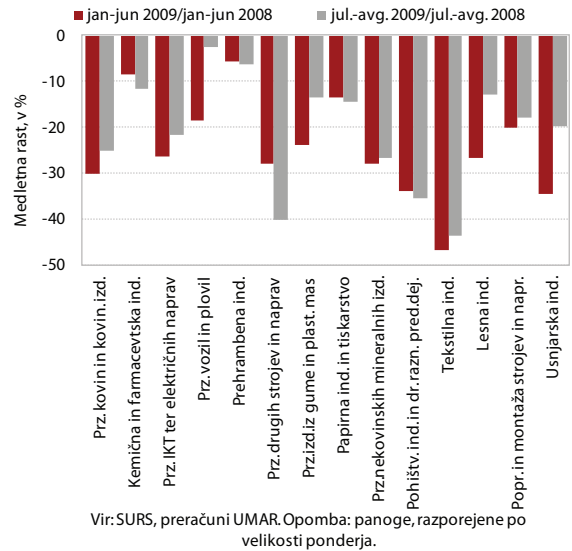 jan-jun 2009/jan-jun 2008
jul.-avg. 2009/jul.-avg. 2008
Medletna rast, v %
0
-10
-20
-30
-40
-50
Prz. kovin in kovin. izd.
Kemična in farmacevtska ind.
Prz. IKT ter električnih naprav
Prz. vozil in plovil
Prehrambena ind.
Prz. drugih strojev in naprav
Prz. izd. iz gume in plast. mas
Papirna ind. in tiskarstvo
Prz. nekovinskih mineralnih izd.
Pohištv. ind. in dr. razn. pred. dej.
Tekstilna ind.
Lesna ind.
Popr. in montaža strojev in napr.
Usnjarska ind.
Vir: SURS, preračuni UMAR. Opomba: panoge, razporejene po
velikosti ponderja.